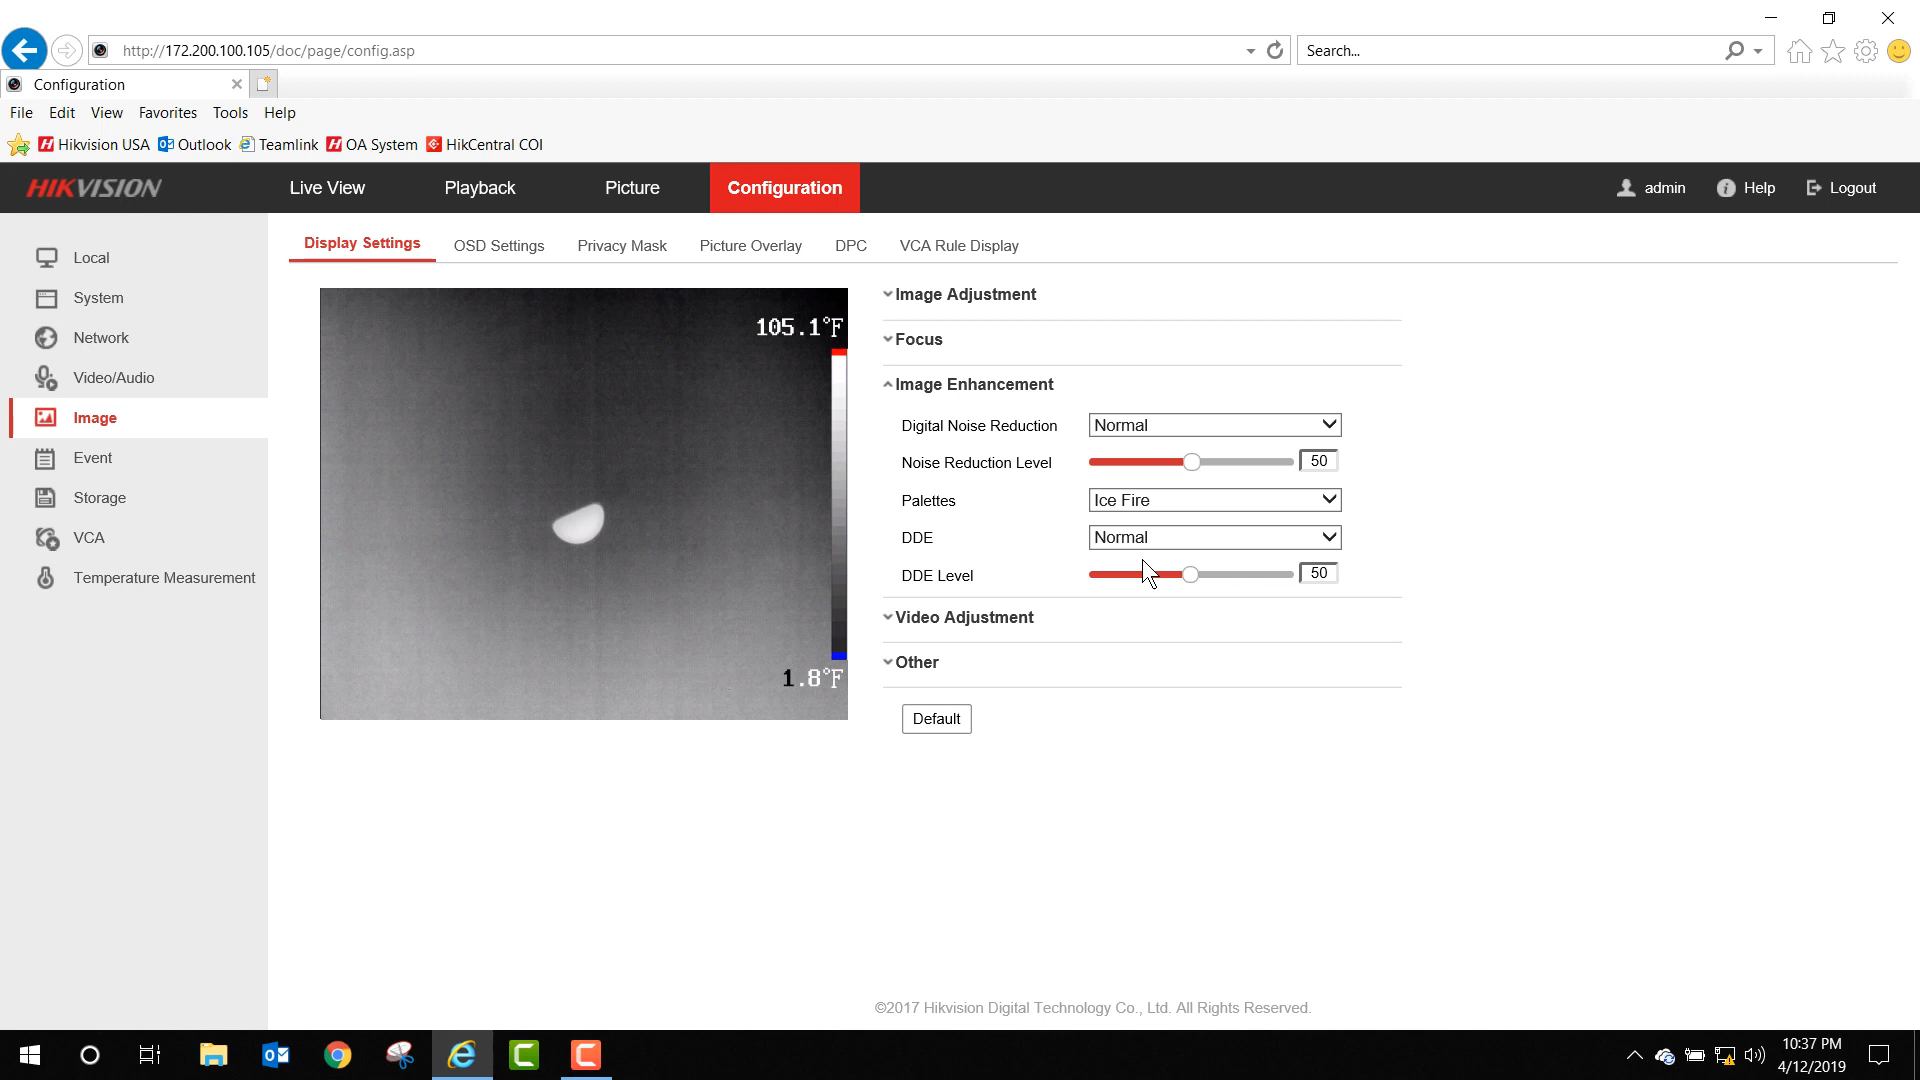 http://172.200.100.105/doc/page/config.asp
Search...
Configuration
File Edit View Favorites Tools Help
Hikvision USA Outlook Teamlink OA System HikCentral COI
HIKVISION Live View Playback Picture Configuration admin Help Logout
Display Settings OSD Settings Privacy Mask Picture Overlay DPC VCA Rule Display
Local
System
Network
Video/Audio
Image
Event
Storage
VCA
Temperature Measurement
105.1°F
1.8°F
Image Adjustment
Focus
Image Enhancement
Digital Noise Reduction Normal
Noise Reduction Level 50
Palettes Ice Fire
DDE Normal
DDE Level 50
Video Adjustment
Other
Default
©2017 Hikvision Digital Technology Co., Ltd. All Rights Reserved.
10:37 PM
4/12/2019